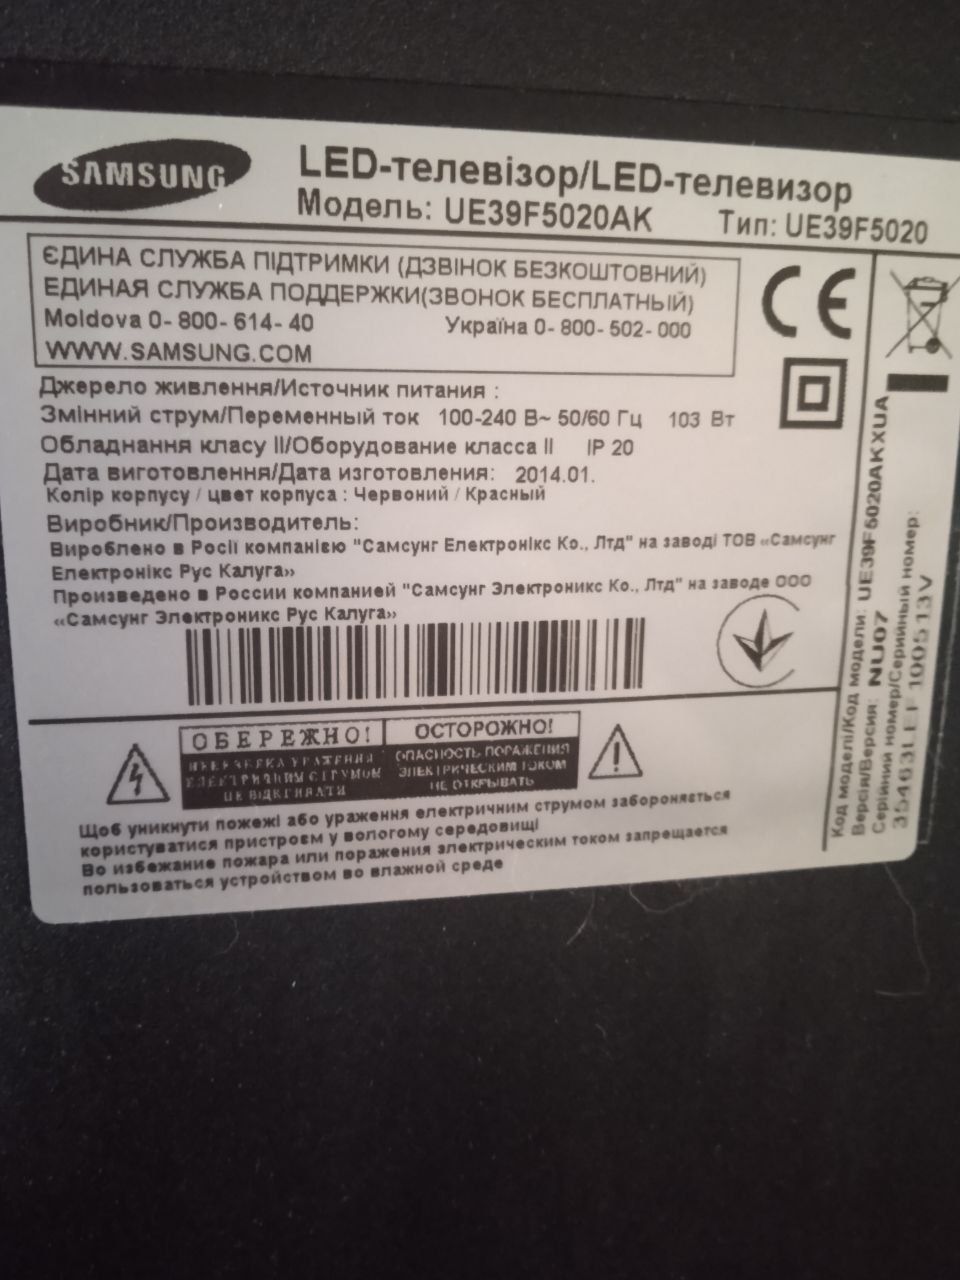 SAMSUNG
LED-телевізор/LED-телевизор
Модель: UE39F5020AK Тип: UE39F5020
ЄДИНА СЛУЖБА ПІДТРИМКИ (ДЗВІНОК БЕЗКОШТОВНИЙ)
ЕДИНАЯ СЛУЖБА ПОДДЕРЖКИ(ЗВОНОК БЕСПЛАТНЫЙ)
Moldova 0- 800- 614- 40 Україна 0- 800- 502- 000
WWW.SAMSUNG.COM
CE
Джерело живлення/Источник питания :
Змінний струм/Переменный ток 100-240 В~ 50/60 Гц 103 Вт
Обладнання класу II/Оборудование класса II IP 20
Дата виготовлення/Дата изготовления: 2014.01.
Колір корпусу / цвет корпуса : Червоний / Красный
Виробник/Производитель:
Вироблено в Росії компанією "Самсунг Електронікс Ко., Лтд" на заводі ТОВ «Самсунг
Електронікс Рус Калуга»
Произведено в России компанией "Самсунг Электроникс Ко., Лтд" на заводе ООО
«Самсунг Электроникс Рус Калуга»
ОБЕРЕЖНО!
НЕБЕЗПЕКА УРАЖЕННЯ
ЕЛЕКТРИЧНИМ СТРУМОМ
НЕ ВІДКРИВАТИ
ОСТОРОЖНО!
ОПАСНОСТЬ ПОРАЖЕНИЯ
ЭЛЕКТРИЧЕСКИМ ТОКОМ
НЕ ОТКРЫВАТЬ
Щоб уникнути пожежі або ураження електричним струмом забороняється
користуватися пристроєм у вологому середовищі
Во избежание пожара или поражения электрическим током запрещается
пользоваться устройством во влажной среде
Код моделі/Код модели: UE39F5020AKXUA
Версія/Версия: NU07
Серійний номер/Серийный номер: